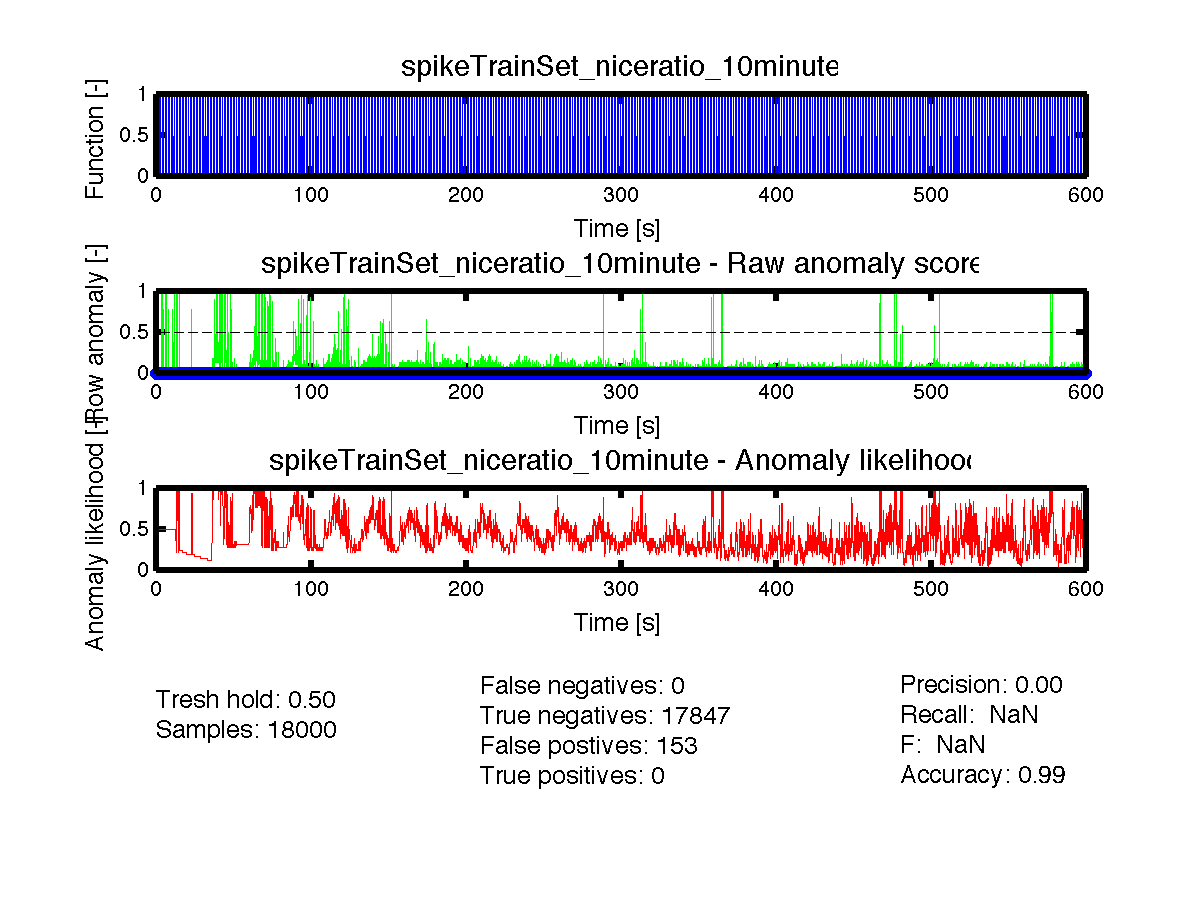 spikeTrainSet_niceratio_10minute
Function [-]
1
0.5
0
0 100 200 300 400 500 600
Time [s]
spikeTrainSet_niceratio_10minute - Raw anomaly score
Row anomaly [-]
1
0.5
0
0 100 200 300 400 500 600
Time [s]
spikeTrainSet_niceratio_10minute - Anomaly likelihood
Anomaly likelihood [-]
1
0.5
0
0 100 200 300 400 500 600
Time [s]
Tresh hold: 0.50
Samples: 18000
False negatives: 0
True negatives: 17847
False postives: 153
True positives: 0
Precision: 0.00
Recall: NaN
F: NaN
Accuracy: 0.99